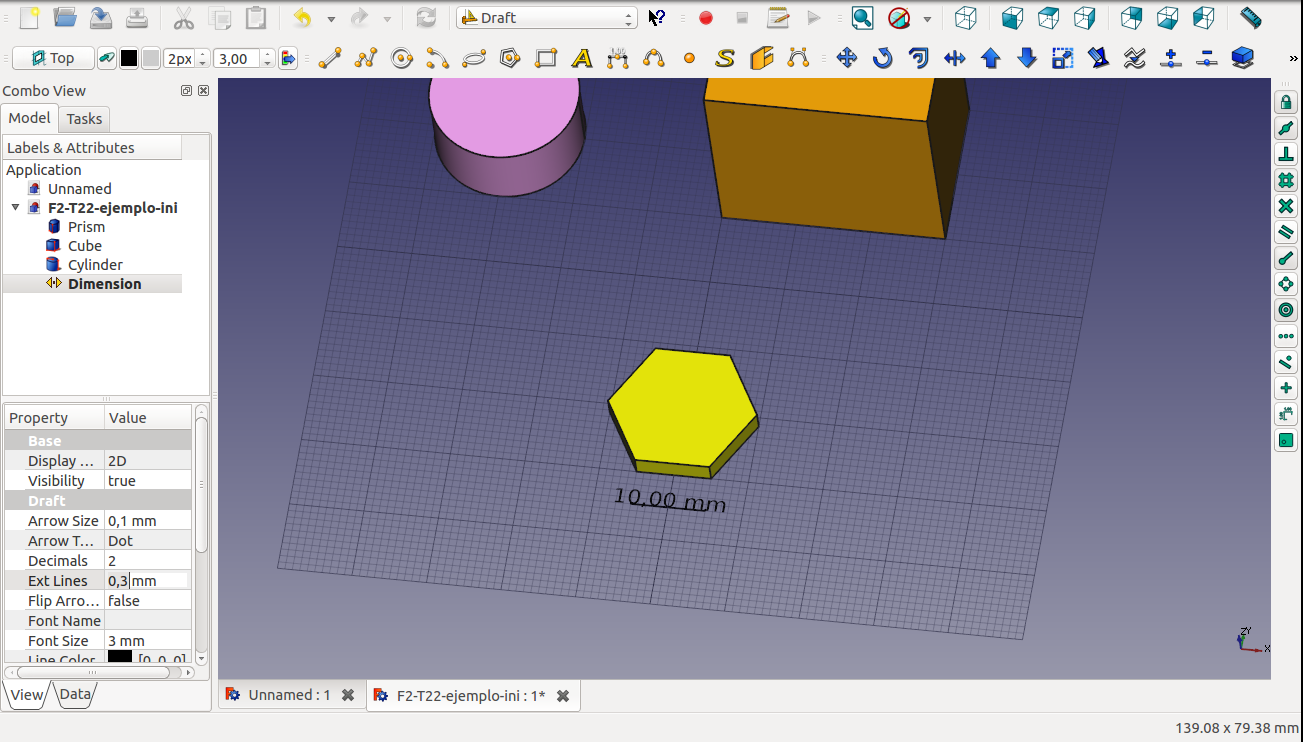 Draft
Top
2px
3,00
Combo View
Model
Tasks
Labels & Attributes
Application
Unnamed
F2-T22-ejemplo-ini
Prism
Cube
Cylinder
Dimension
Property Value
Base
Display ... 2D
Visibility true
Draft
Arrow Size 0,1 mm
Arrow T... Dot
Decimals 2
Ext Lines 0,3 mm
Flip Arro... false
Font Name
Font Size 3 mm
Line Color [0, 0, 0]
View
Data
10,00 mm
ZY
X
Unnamed : 1
F2-T22-ejemplo-ini : 1*
139.08 x 79.38 mm